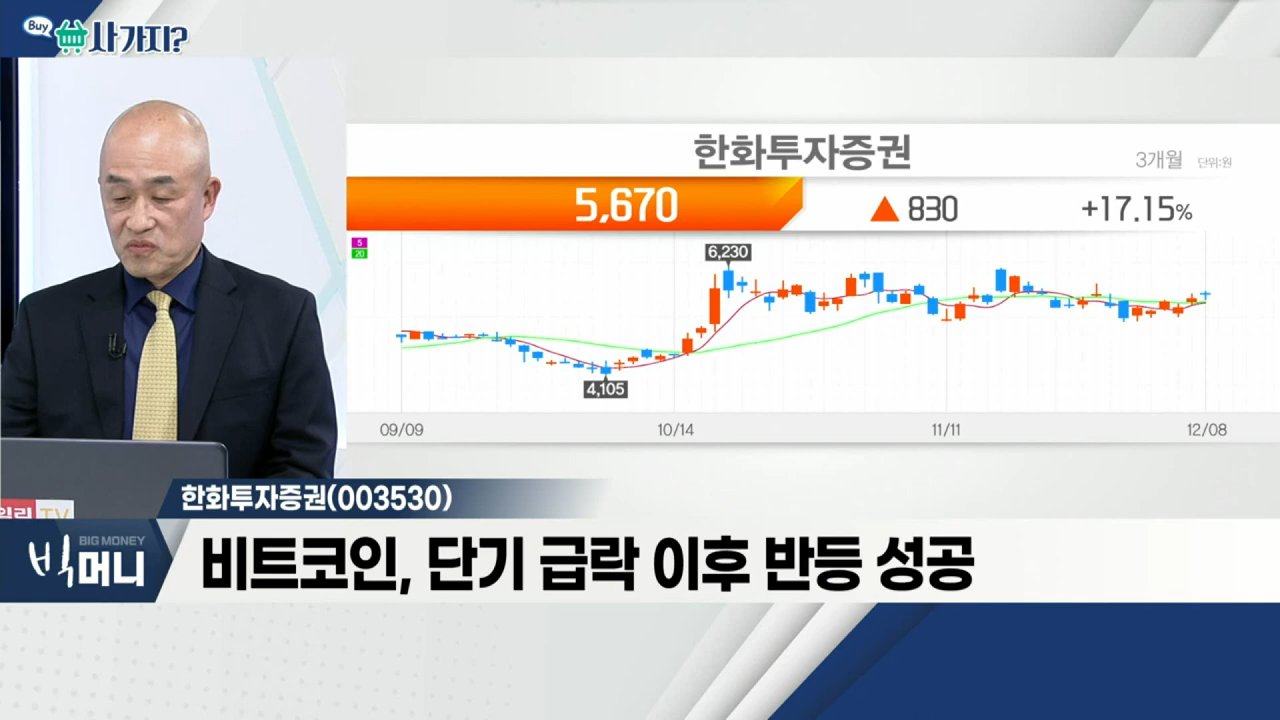 Buy
사가지?
한화투자증권
3개월 단위:원
5,670 ▲ 830 +17.15%
5
20
6,230
4,105
09/09 10/14 11/11 12/08
TV
한화투자증권(003530)
BIG MONEY
빅머니
비트코인, 단기 급락 이후 반등 성공